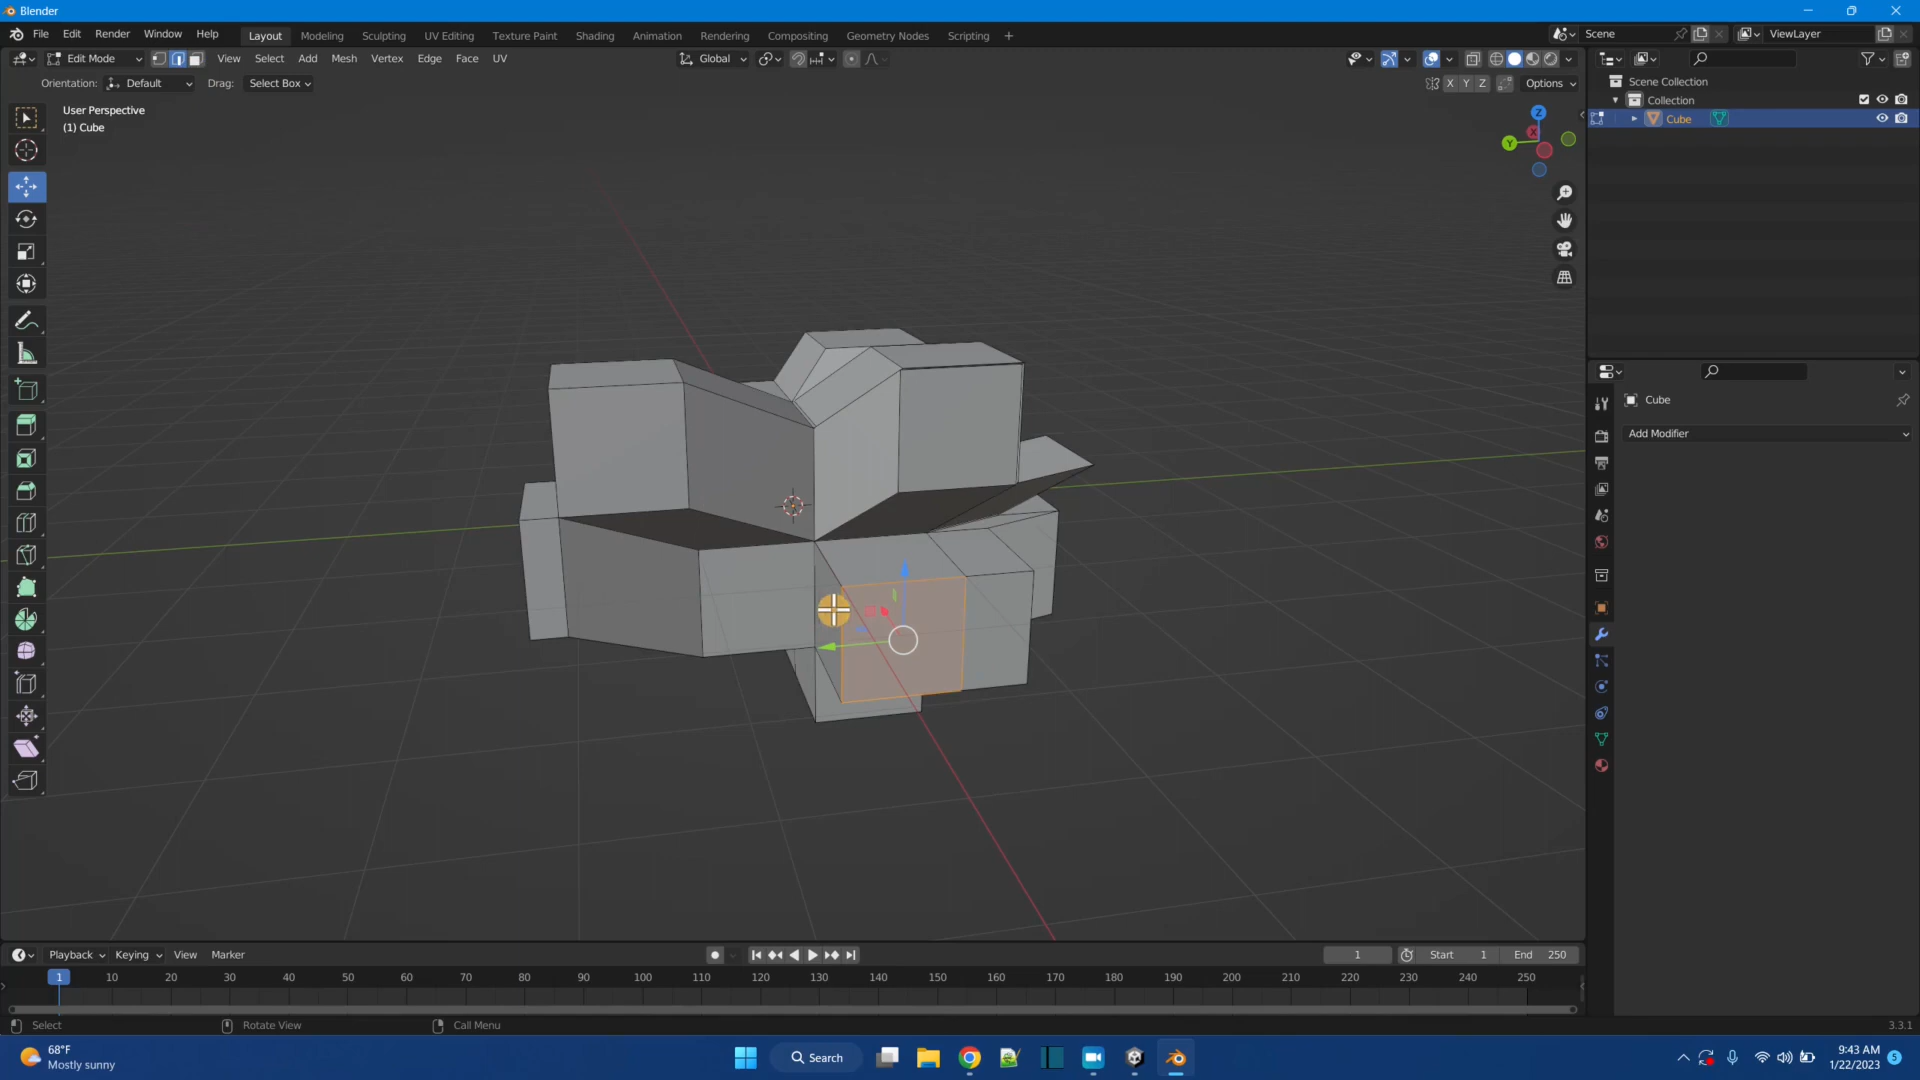 Blender
File Edit Render Window Help Layout Modeling Sculpting UV Editing Texture Paint Shading Animation Rendering Compositing Geometry Nodes Scripting + Scene ViewLayer
Edit Mode View Select Add Mesh Vertex Edge Face UV Global
Orientation: Default Drag: Select Box X Y Z Options
User Perspective
(1) Cube
Z
X
Y
Scene Collection
Collection
Cube
Cube
Add Modifier
Playback Keying View Marker 1 Start 1 End 250
1 10 20 30 40 50 60 70 80 90 100 110 120 130 140 150 160 170 180 190 200 210 220 230 240 250
Select Rotate View Call Menu 3.3.1
68°F
Mostly sunny
Search
9:43 AM
1/22/2023
5